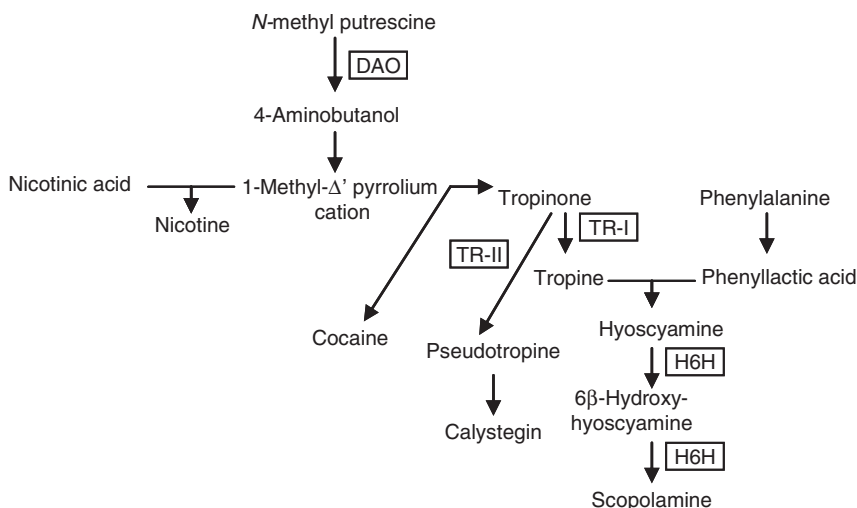 N-methyl putrescine
DAO
4-Aminobutanol
Nicotinic acid
1-Methyl-Δ' pyrrolium
cation
Nicotine
Tropinone
Phenylalanine
TR-I
TR-II
Tropine
Phenyllactic acid
Cocaine
Pseudotropine
Hyoscyamine
H6H
6β-Hydroxy-
hyoscyamine
Calystegin
H6H
Scopolamine